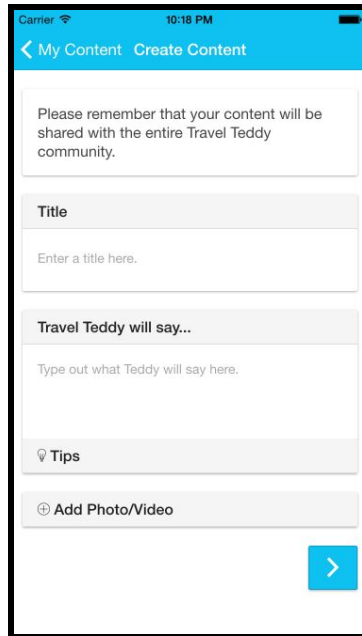 Carrier 10:18 PM
My Content Create Content
Please remember that your content will be
shared with the entire Travel Teddy
community.
Title
Enter a title here.
Travel Teddy will say...
Type out what Teddy will say here.
Tips
Add Photo/Video